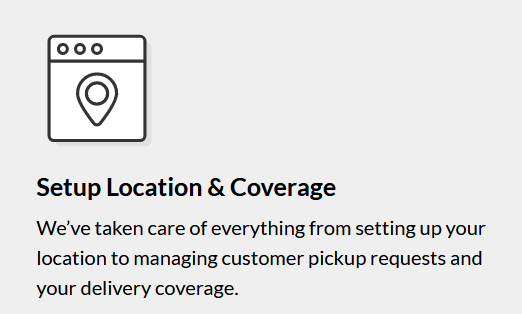 Setup Location & Coverage
We’ve taken care of everything from setting up your
location to managing customer pickup requests and
your delivery coverage.